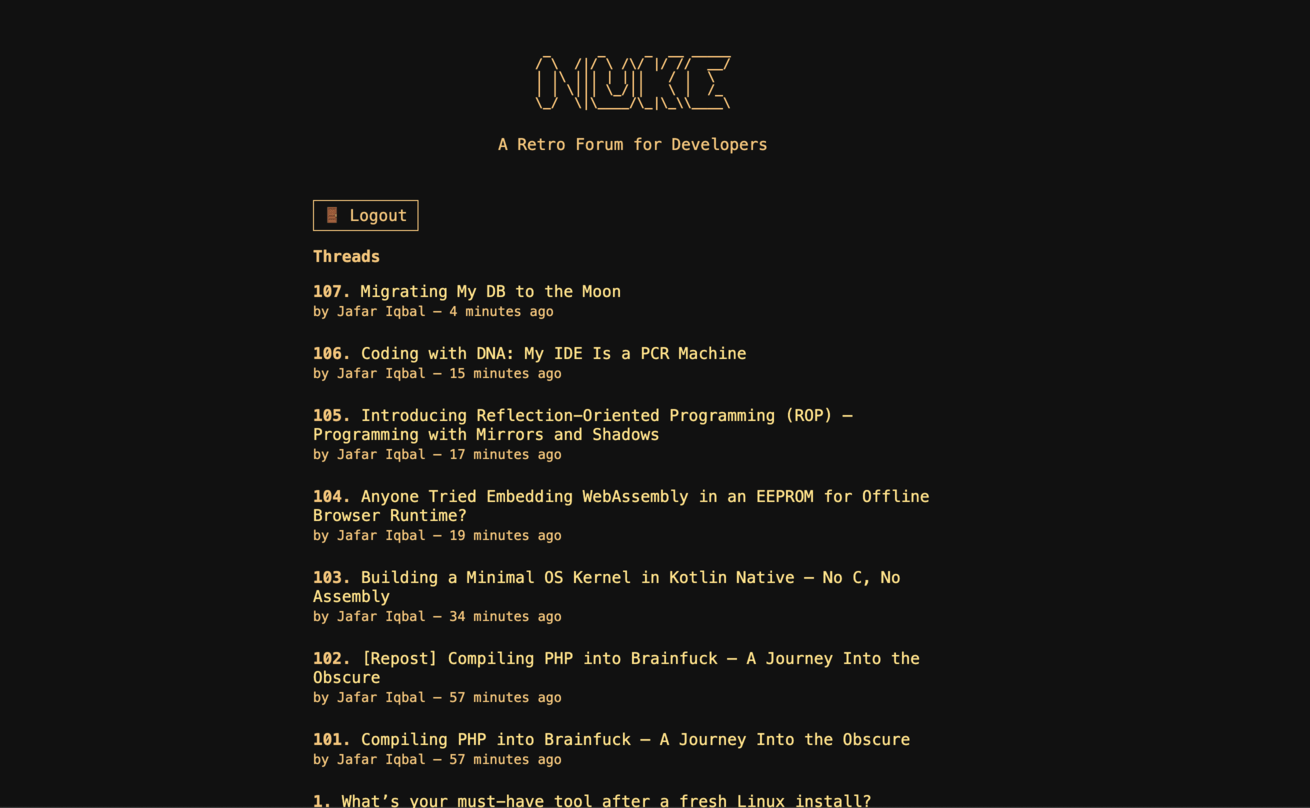 NUKE
A Retro Forum for Developers
Logout
Threads
107. Migrating My DB to the Moon
by Jafar Iqbal — 4 minutes ago
106. Coding with DNA: My IDE Is a PCR Machine
by Jafar Iqbal — 15 minutes ago
105. Introducing Reflection-Oriented Programming (ROP) —
Programming with Mirrors and Shadows
by Jafar Iqbal — 17 minutes ago
104. Anyone Tried Embedding WebAssembly in an EEPROM for Offline
Browser Runtime?
by Jafar Iqbal — 19 minutes ago
103. Building a Minimal OS Kernel in Kotlin Native — No C, No
Assembly
by Jafar Iqbal — 34 minutes ago
102. [Repost] Compiling PHP into Brainfuck — A Journey Into the
Obscure
by Jafar Iqbal — 57 minutes ago
101. Compiling PHP into Brainfuck — A Journey Into the Obscure
by Jafar Iqbal — 57 minutes ago
1. What’s your must-have tool after a fresh Linux install?